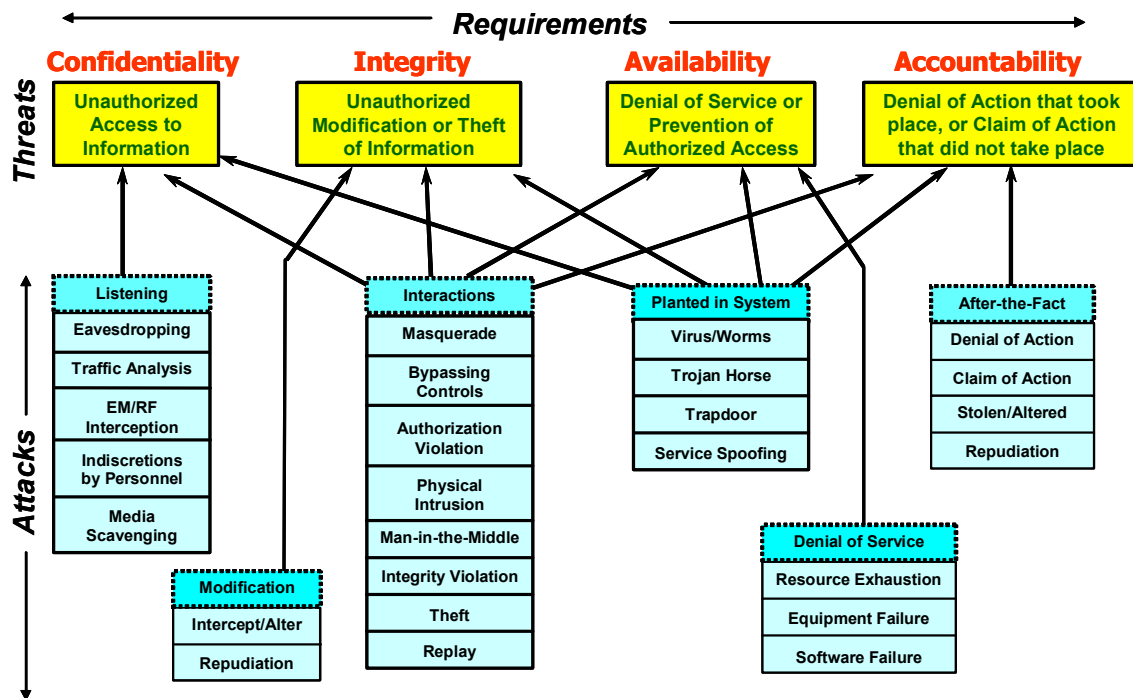 Requirements
Confidentiality
Integrity
Availability
Accountability
Threats
Unauthorized
Access to
Information
Unauthorized
Modification or Theft
of Information
Denial of Service or
Prevention of
Authorized Access
Denial of Action that took
place, or Claim of Action
that did not take place
Attacks
Listening
Eavesdropping
Traffic Analysis
EM/RF
Interception
Indiscretions
by Personnel
Media
Scavenging
Modification
Intercept/Alter
Repudiation
Interactions
Masquerade
Bypassing
Controls
Authorization
Violation
Physical
Intrusion
Man-in-the-Middle
Integrity Violation
Theft
Replay
Planted in System
Virus/Worms
Trojan Horse
Trapdoor
Service Spoofing
Denial of Service
Resource Exhaustion
Equipment Failure
Software Failure
After-the-Fact
Denial of Action
Claim of Action
Stolen/Altered
Repudiation